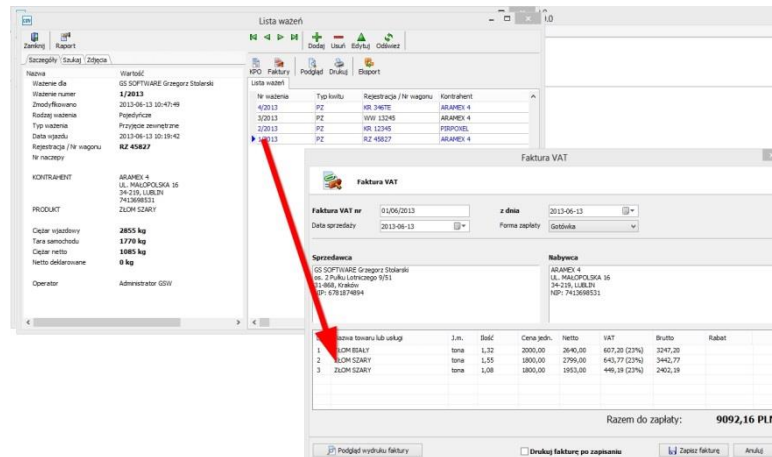 GSW
Lista ważeń
Zamknij Raport
Dodaj Usuń Edytuj Odśwież
Szczegóły Szukaj Zdjęcia
KPO Faktury Podgląd Drukuj Eksport
Lista ważeń
Nazwa Wartość
Ważenie dla GS SOFTWARE Grzegorz Stolarski
Ważenie numer 1/2013
Zmodyfikowano 2013-06-13 10:47:49
Rodzaj ważenia Pojedyńcze
Typ ważenia Przyjęcie zewnętrzne
Data wjazdu 2013-06-13 10:19:42
Rejestracja / Nr wagonu RZ 45827
Nr naczepy
KONTRAHENT ARAMEX 4
UL. MAŁOPOLSKA 16
34-219, LUBLIN
7413698531
PRODUKT ZŁOM SZARY
Ciężar wjazdowy 2855 kg
Tara samochodu 1770 kg
Ciężar netto 1085 kg
Netto deklarowane 0 kg
Operator Administrator GSW
Nr ważenia Typ kwitu Rejestracja / Nr wagonu Kontrahent
4/2013 PZ KR 346TE ARAMEX 4
3/2013 PZ WW 13245 ARAMEX 4
2/2013 PZ KR 12345 PIRPOXEL
1/2013 PZ RZ 45827 ARAMEX 4
Faktura VAT
Faktura VAT
Faktura VAT nr 01/06/2013 z dnia 2013-06-13
Data sprzedaży 2013-06-13 Forma zapłaty Gotówka
Sprzedawca Nabywca
GS SOFTWARE Grzegorz Stolarski
os. 2 Pułku Lotniczego 9/51
31-868, Kraków
NIP: 6781874894
ARAMEX 4
UL. MAŁOPOLSKA 16
34-219, LUBLIN
NIP: 7413698531
Nazwa towaru lub usługi J.m. Ilość Cena jedn. Netto VAT Brutto Rabat
1 ZŁOM BIAŁY tona 1,32 2000,00 2640,00 607,20 (23%) 3247,20
2 ZŁOM SZARY tona 1,55 1800,00 2799,00 643,77 (23%) 3442,77
3 ZŁOM SZARY tona 1,08 1800,00 1953,00 449,19 (23%) 2402,19
Razem do zapłaty: 9092,16 PLN
Podgląd wydruku faktury Drukuj fakturę po zapisaniu Zapisz fakturę Anuluj